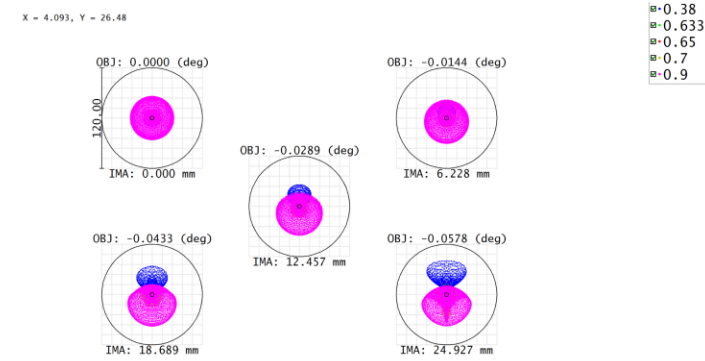 X = 4.093, Y = 26.48
0.38
0.633
0.65
0.7
0.9
OBJ: 0.0000 (deg)
120.00
IMA: 0.000 mm
OBJ: -0.0144 (deg)
IMA: 6.228 mm
OBJ: -0.0289 (deg)
IMA: 12.457 mm
OBJ: -0.0433 (deg)
IMA: 18.689 mm
OBJ: -0.0578 (deg)
IMA: 24.927 mm